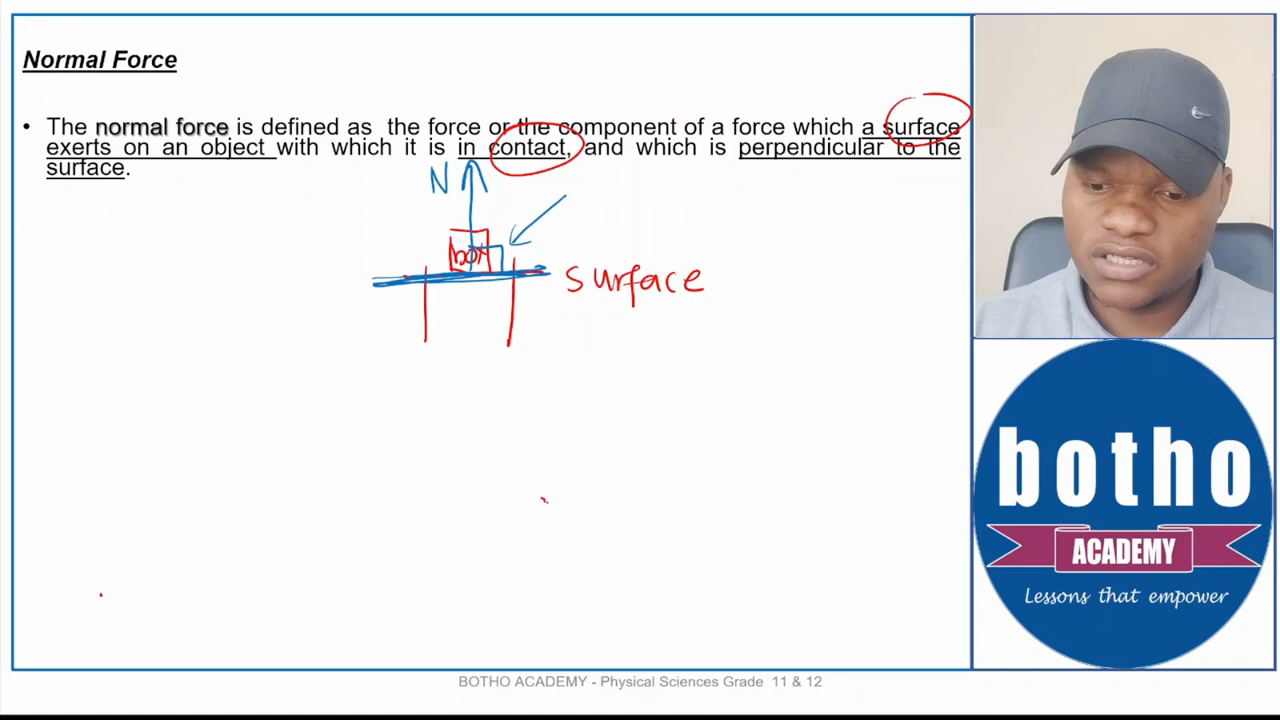 Normal Force
• The normal force is defined as the force or the component of a force which a surface
exerts on an object with which it is in contact, and which is perpendicular to the
surface.
N
box
surface
botho
ACADEMY
Lessons that empower
BOTHO ACADEMY - Physical Sciences Grade 11 & 12